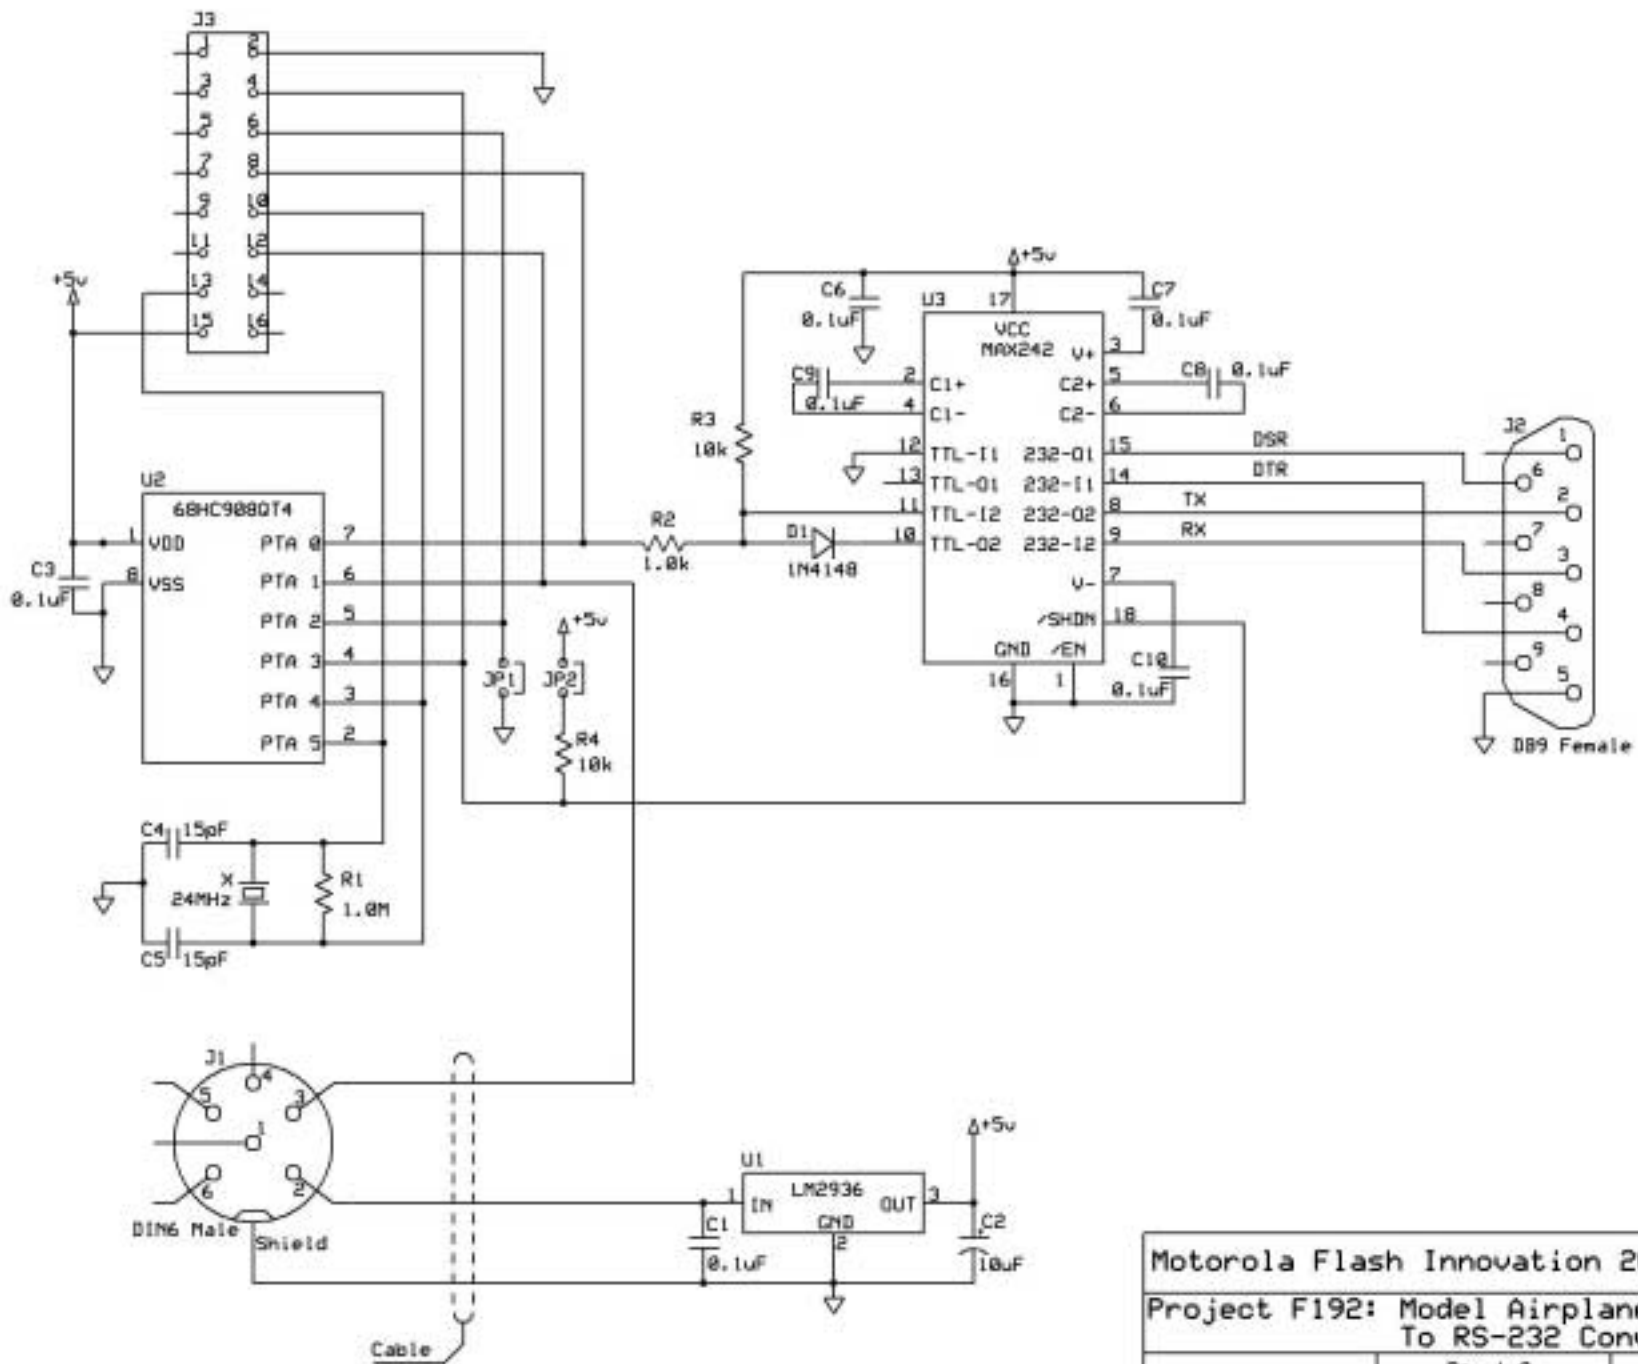 J3
1 2
3 4
5 6
7 8
9 10
11 12
13 14
15 16
+5v
U2
68HC908QT4
1 VDD PTA 0 7
8 VSS PTA 1 6
PTA 2 5
PTA 3 4
PTA 4 3
PTA 5 2
C3
0.1uF
R2
1.0k
JP1
JP2
+5v
R4
10k
C4 15pF
X
24MHz
R1
1.0M
C5 15pF
+5v
C6
0.1uF
C7
0.1uF
R3
10k
C9
0.1uF
C8 0.1uF
D1
1N4148
U3
17
VCC
MAX242
V+ 3
2 C1+ C2+ 5
4 C1- C2- 6
12 TTL-I1 232-O1 15
13 TTL-O1 232-I1 14
11 TTL-I2 232-O2 8
10 TTL-O2 232-I2 9
V- 7
/SHDN 18
GND /EN
16 1
C10
0.1uF
DSR
DTR
TX
RX
J2
1
6
2
7
3
8
4
9
5
DB9 Female
J1
4
5 3
1
6 2
DIN6 Male
Shield
Cable
U1
LM2936
1 IN OUT 3
GND
2
C1
0.1uF
+5v
C2
10uF
Motorola Flash Innovation 2
Project F192: Model Airplan
To RS-232 Con